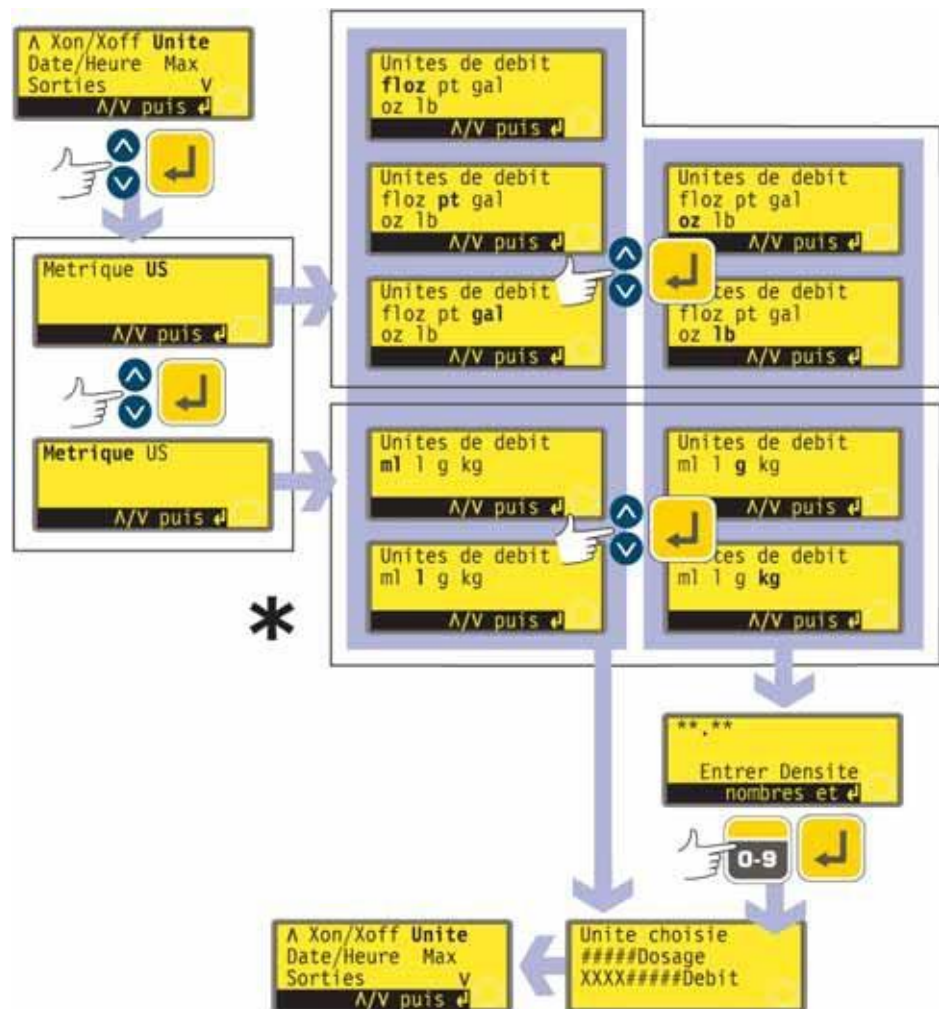 Λ Xon/Xoff Unite
Date/Heure Max
Sorties V
Λ/V puis ↲
Metrique US
Λ/V puis ↲
Metrique US
Λ/V puis ↲
Unites de debit
floz pt gal
oz lb
Λ/V puis ↲
Unites de debit
floz pt gal
oz lb
Λ/V puis ↲
Unites de debit
floz pt gal
oz lb
Λ/V puis ↲
Unites de debit
floz pt gal
oz lb
Λ/V puis ↲
de debit
floz pt gal
oz lb
Λ/V puis ↲
Unites de debit
ml l g kg
Λ/V puis ↲
Unites de debit
ml l g kg
Λ/V puis ↲
Unites de debit
ml l g kg
Λ/V puis ↲
de debit
ml l g kg
Λ/V puis ↲
*
**.**
Entrer Densite
nombres et ↲
0-9
Unite choisie
#####Dosage
XXXX#####Debit
Λ Xon/Xoff Unite
Date/Heure Max
Sorties V
Λ/V puis ↲